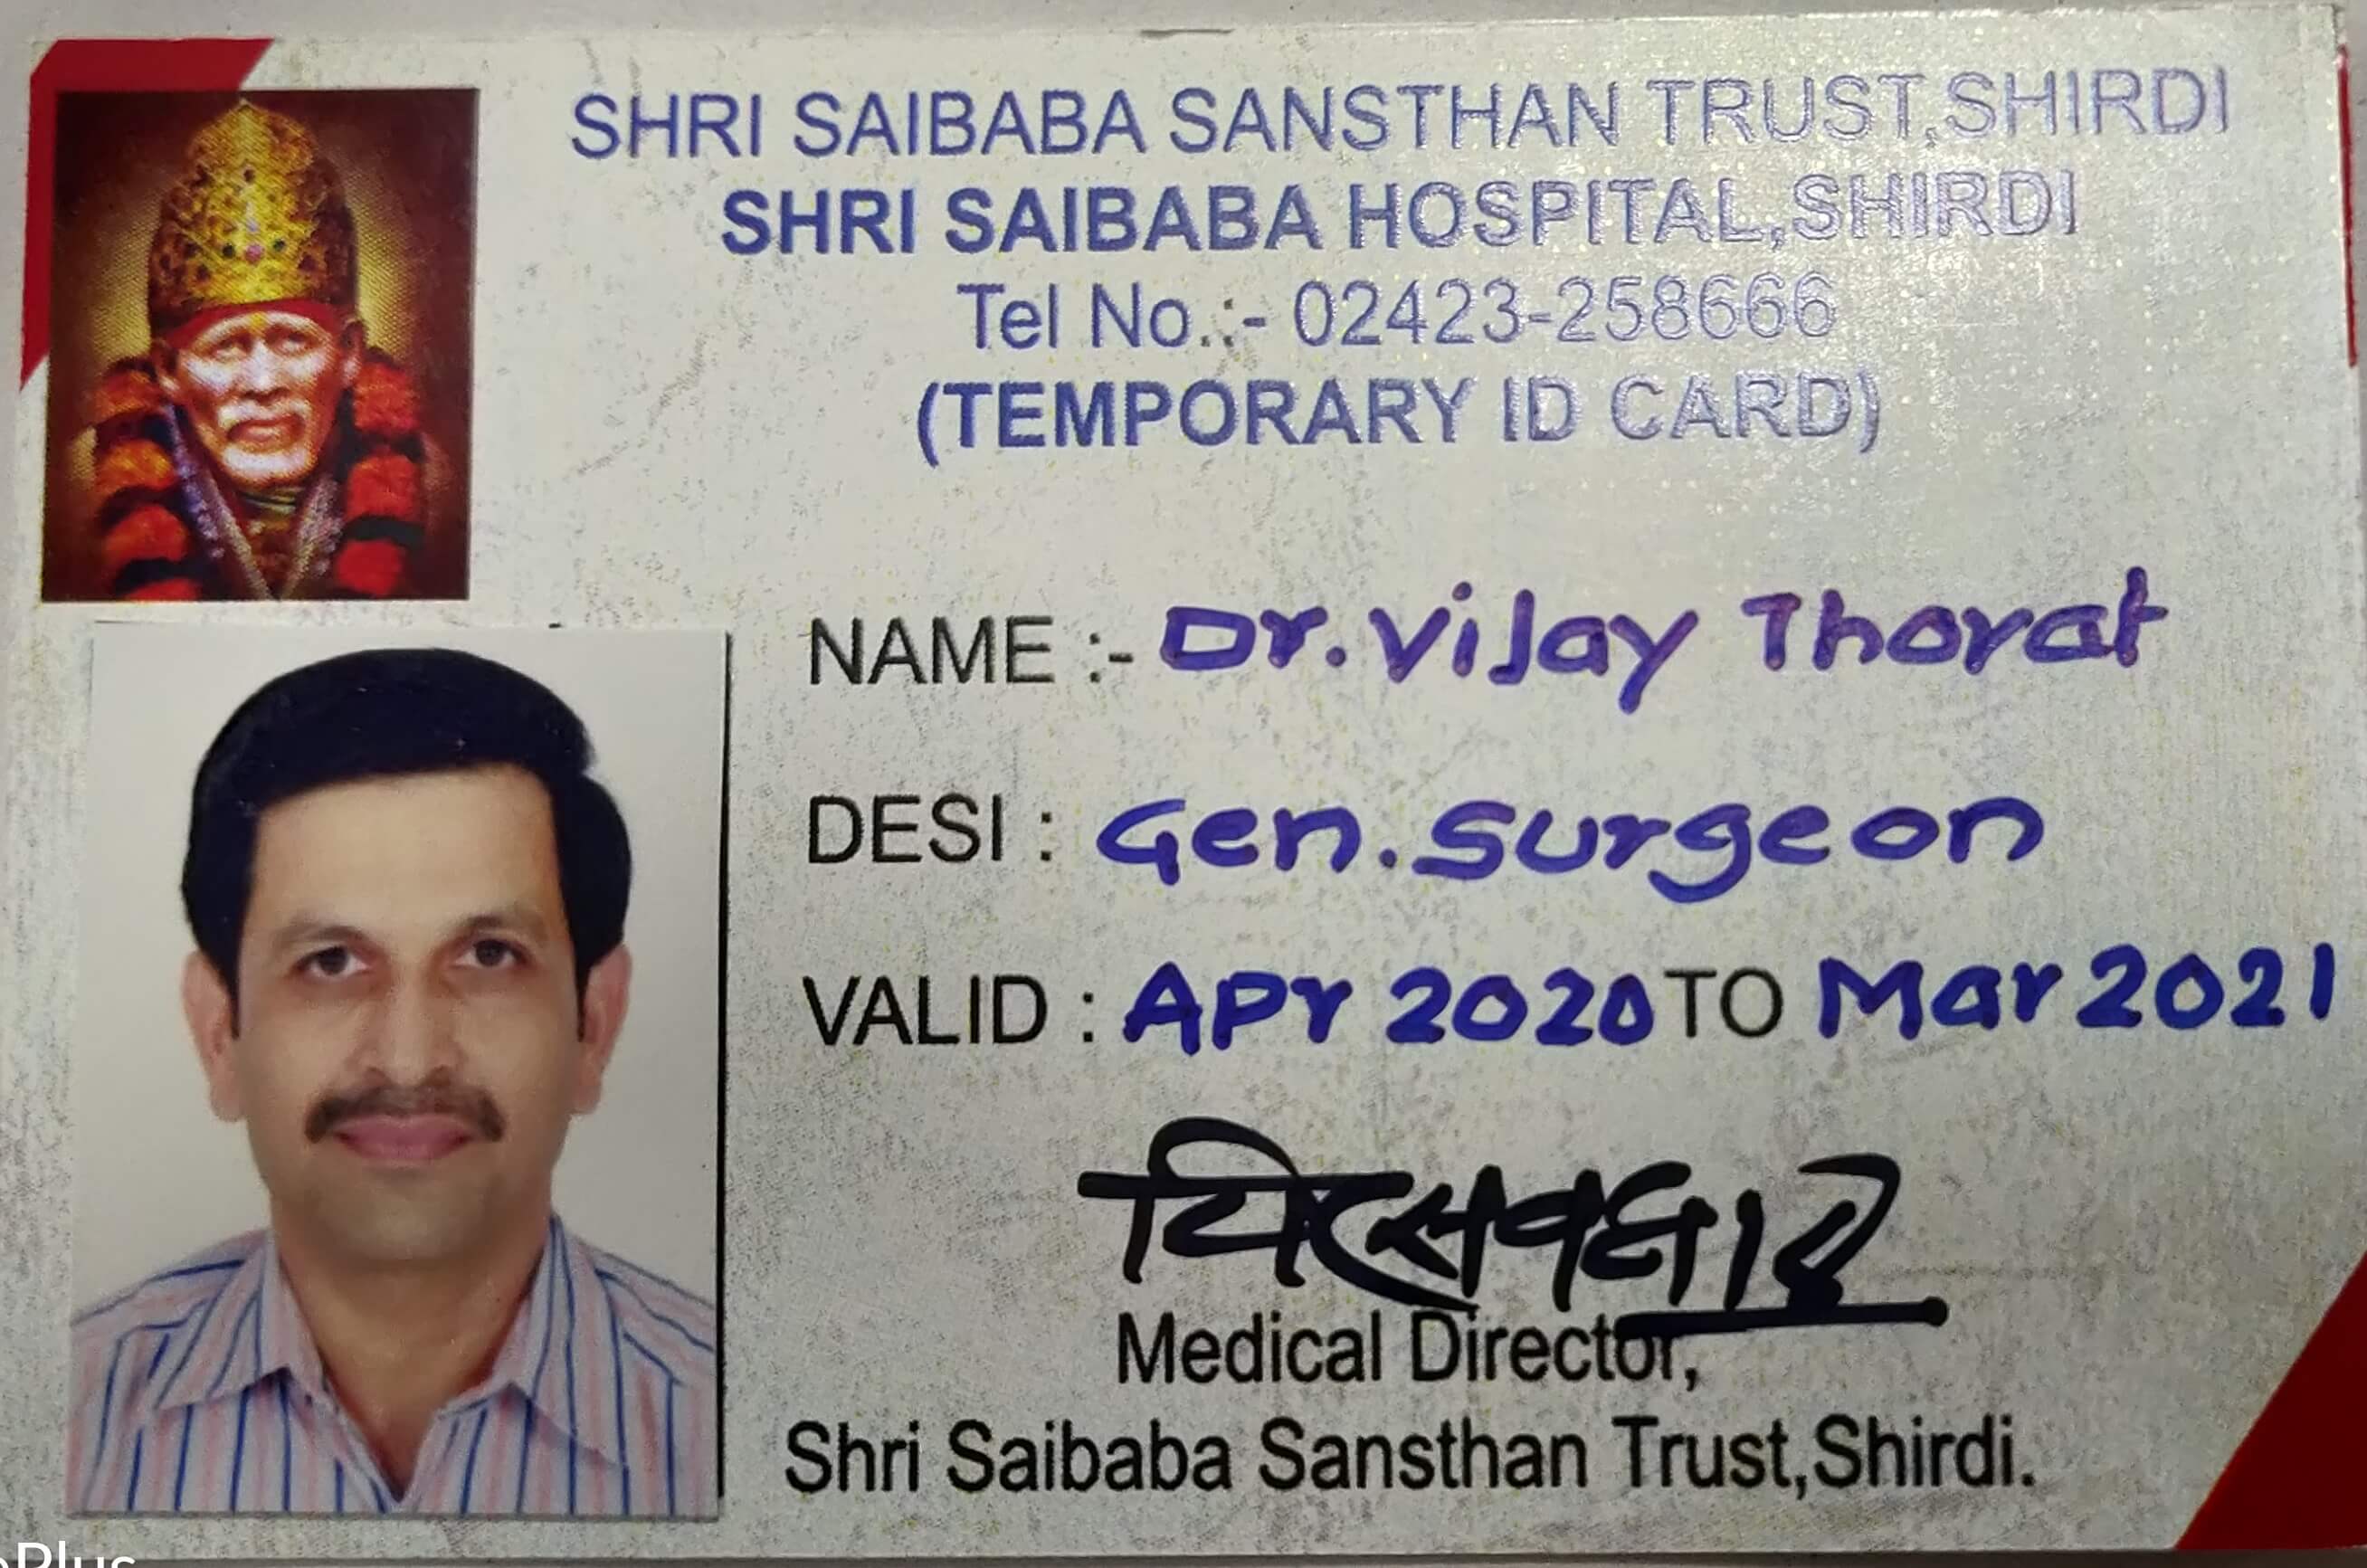 SHRI SAIBABA SANSTHAN TRUST,SHIRDI
SHRI SAIBABA HOSPITAL,SHIRDI
Tel No.:- 02423-258666
(TEMPORARY ID CARD)
NAME :- Dr. Vijay Thorat
DESI : Gen. Surgeon
VALID : Apr 2020 TO Mar 2021
Medical Director,
Shri Saibaba Sansthan Trust,Shirdi.